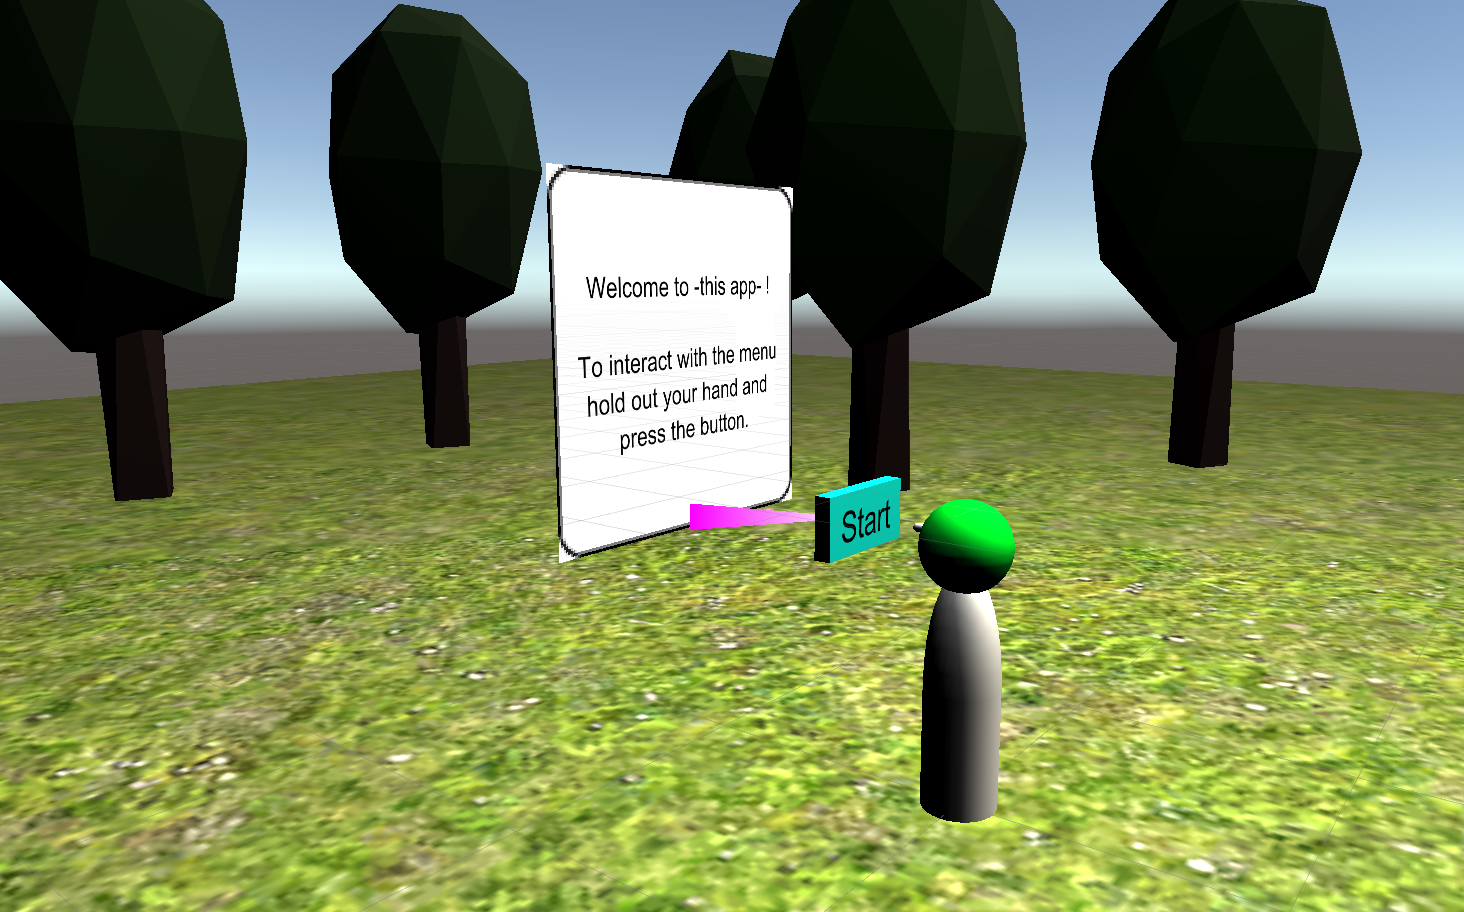 Welcome to -this app- !
To interact with the menu
hold out your hand and
press the button.
Start